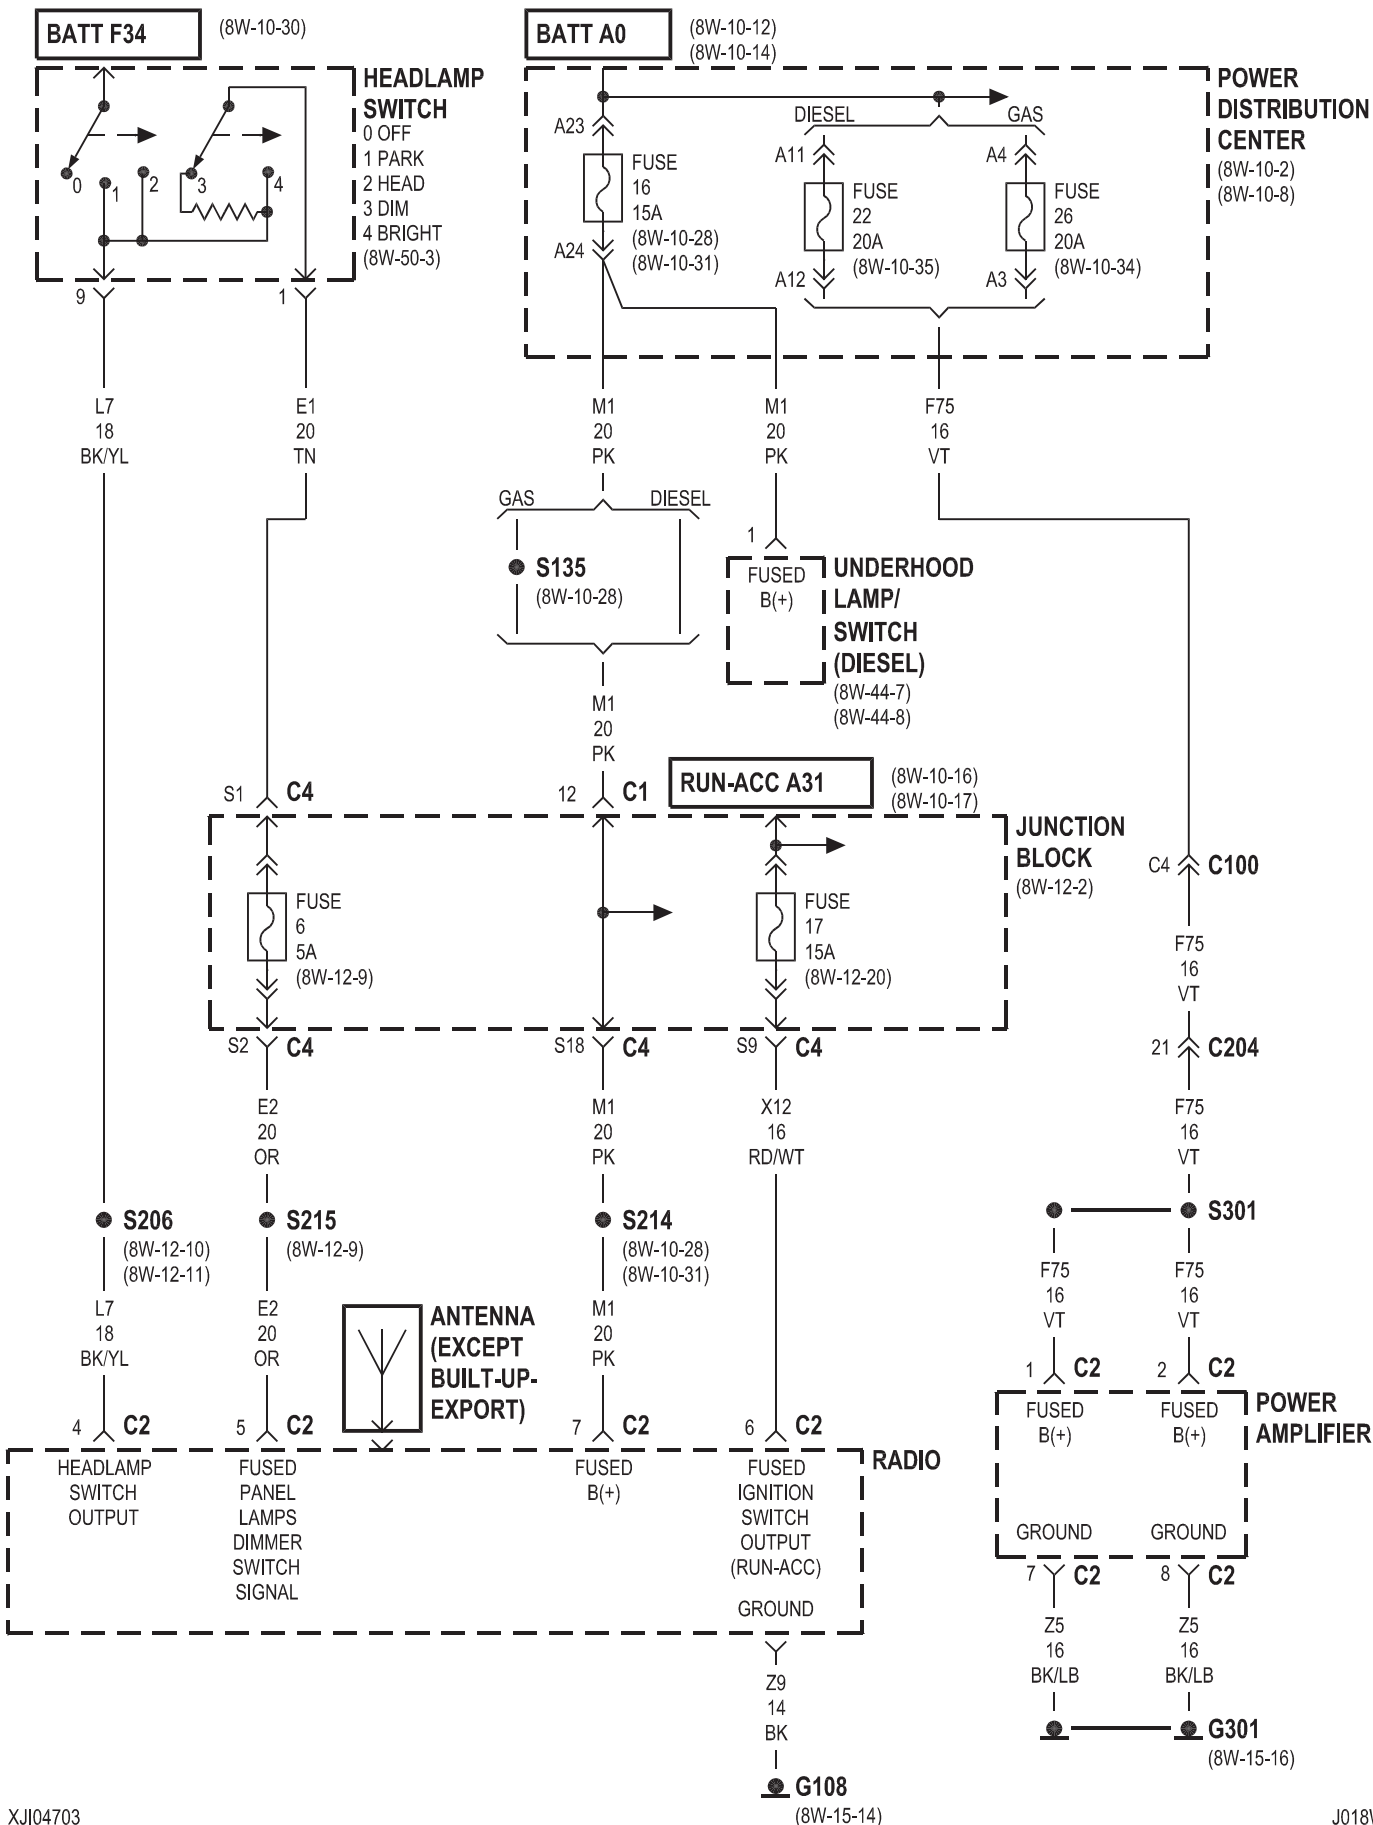 BATT F34
(8W-10-30)
BATT A0
(8W-10-12)
(8W-10-14)
HEADLAMP
SWITCH
0 OFF
1 PARK
2 HEAD
3 DIM
4 BRIGHT
(8W-50-3)
0
1
2
3
4
9
1
POWER
DISTRIBUTION
CENTER
(8W-10-2)
(8W-10-8)
A23
FUSE
16
15A
(8W-10-28)
(8W-10-31)
A24
DIESEL
GAS
A11
FUSE
22
20A
(8W-10-35)
A12
A4
FUSE
26
20A
(8W-10-34)
A3
L7
18
BK/YL
E1
20
TN
M1
20
PK
M1
20
PK
F75
16
VT
GAS
DIESEL
S135
(8W-10-28)
1
FUSED
B(+)
UNDERHOOD
LAMP/
SWITCH
(DIESEL)
(8W-44-7)
(8W-44-8)
M1
20
PK
S1
C4
12
C1
RUN-ACC A31
(8W-10-16)
(8W-10-17)
JUNCTION
BLOCK
(8W-12-2)
FUSE
6
5A
(8W-12-9)
FUSE
17
15A
(8W-12-20)
C4
C100
F75
16
VT
S2
C4
S18
C4
S9
C4
21
C204
E2
20
OR
M1
20
PK
X12
16
RD/WT
F75
16
VT
S206
(8W-12-10)
(8W-12-11)
S215
(8W-12-9)
S214
(8W-10-28)
(8W-10-31)
S301
L7
18
BK/YL
E2
20
OR
ANTENNA
(EXCEPT
BUILT-UP-
EXPORT)
M1
20
PK
F75
16
VT
F75
16
VT
4
C2
5
C2
7
C2
6
C2
1
C2
2
C2
RADIO
HEADLAMP
SWITCH
OUTPUT
FUSED
PANEL
LAMPS
DIMMER
SWITCH
SIGNAL
FUSED
B(+)
FUSED
IGNITION
SWITCH
OUTPUT
(RUN-ACC)
GROUND
POWER
AMPLIFIER
FUSED
B(+)
FUSED
B(+)
GROUND
GROUND
7
C2
8
C2
Z9
14
BK
Z5
16
BK/LB
Z5
16
BK/LB
G108
(8W-15-14)
G301
(8W-15-16)
XJI04703